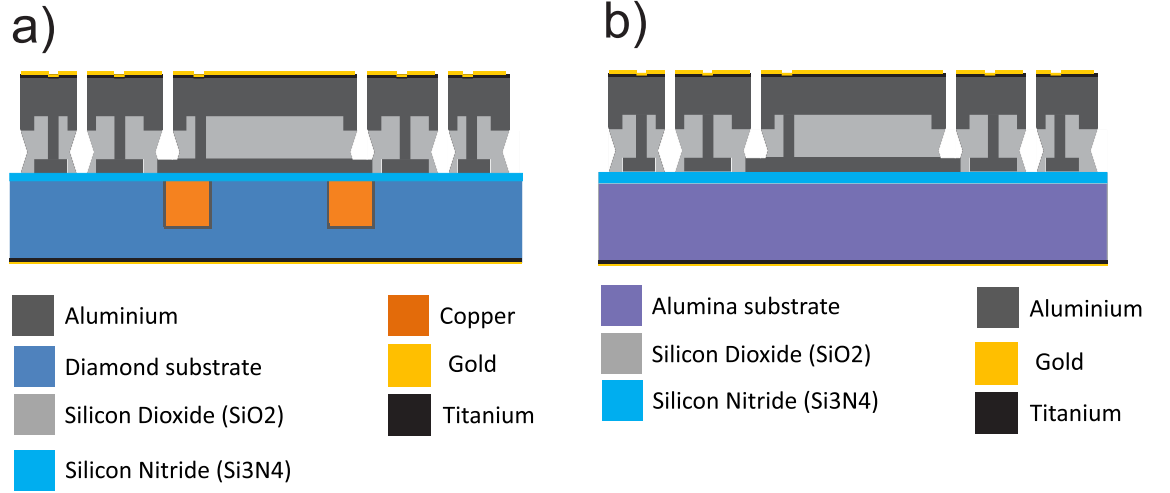 a)
b)
Aluminium
Copper
Diamond substrate
Gold
Silicon Dioxide (SiO2)
Titanium
Silicon Nitride (Si3N4)
Alumina substrate
Aluminium
Silicon Dioxide (SiO2)
Gold
Silicon Nitride (Si3N4)
Titanium